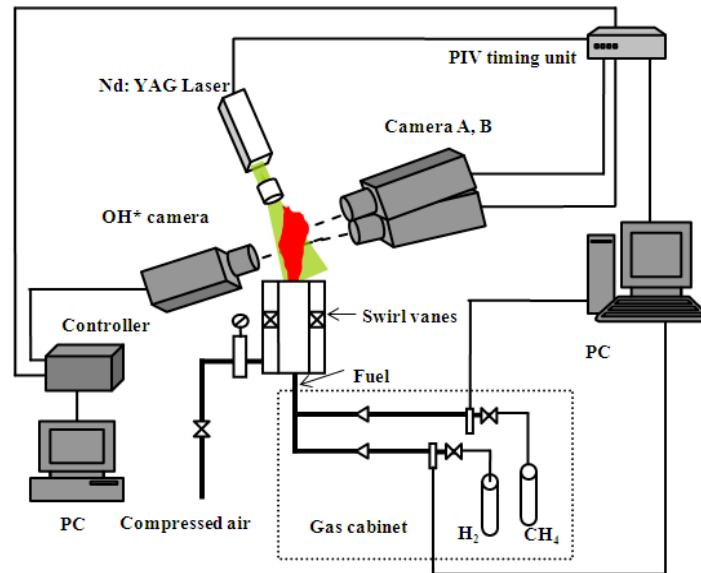 PIV timing unit
Nd: YAG Laser
Camera A, B
OH* camera
Swirl vanes
Controller
PC
Fuel
PC
Compressed air
Gas cabinet
H₂
CH₄